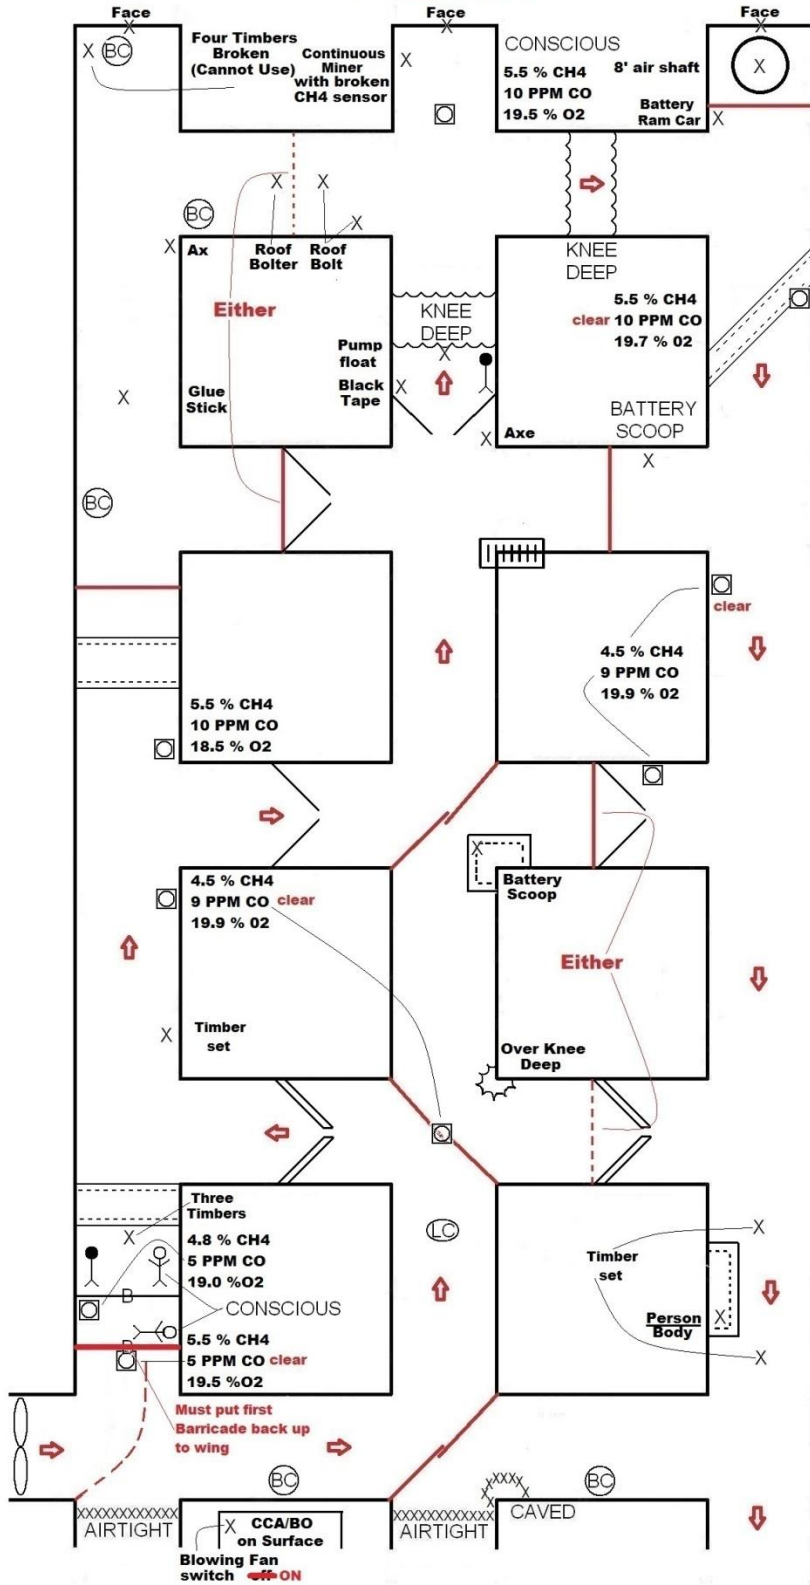 Face
Face
Face
X
X
X
X
BC
Four Timbers
Broken
(Cannot Use)
Continuous
Miner
with broken
CH4 sensor
X
CONSCIOUS
5.5 % CH4
10 PPM CO
19.5 % O2
8' air shaft
X
Battery
Ram Car
X
BC
X
X
X
X
Ax
Roof
Bolter
Roof
Bolt
Either
Glue
Stick
Pump
float
Black
Tape
X
KNEE
DEEP
X
X
X
KNEE
DEEP
5.5 % CH4
clear 10 PPM CO
19.7 % 02
BATTERY
SCOOP
Axe
X
BC
clear
4.5 % CH4
9 PPM CO
19.9 % 02
5.5 % CH4
10 PPM CO
18.5 % O2
4.5 % CH4
9 PPM CO clear
19.9 % 02
X
Timber
set
X
Battery
Scoop
Either
Over Knee
Deep
Three
Timbers
X
4.8 % CH4
5 PPM CO
19.0 %O2
B
CONSCIOUS
B
5.5 % CH4
5 PPM CO clear
19.5 %O2
LC
Timber
set
X
Person
Body
X
X
Must put first
Barricade back up
to wing
BC
BC
XXXXXXXXXXX
AIRTIGHT
X
CCA/BO
on Surface
XXXXXXXXXXX
AIRTIGHT
CAVED
Blowing Fan
switch off ON